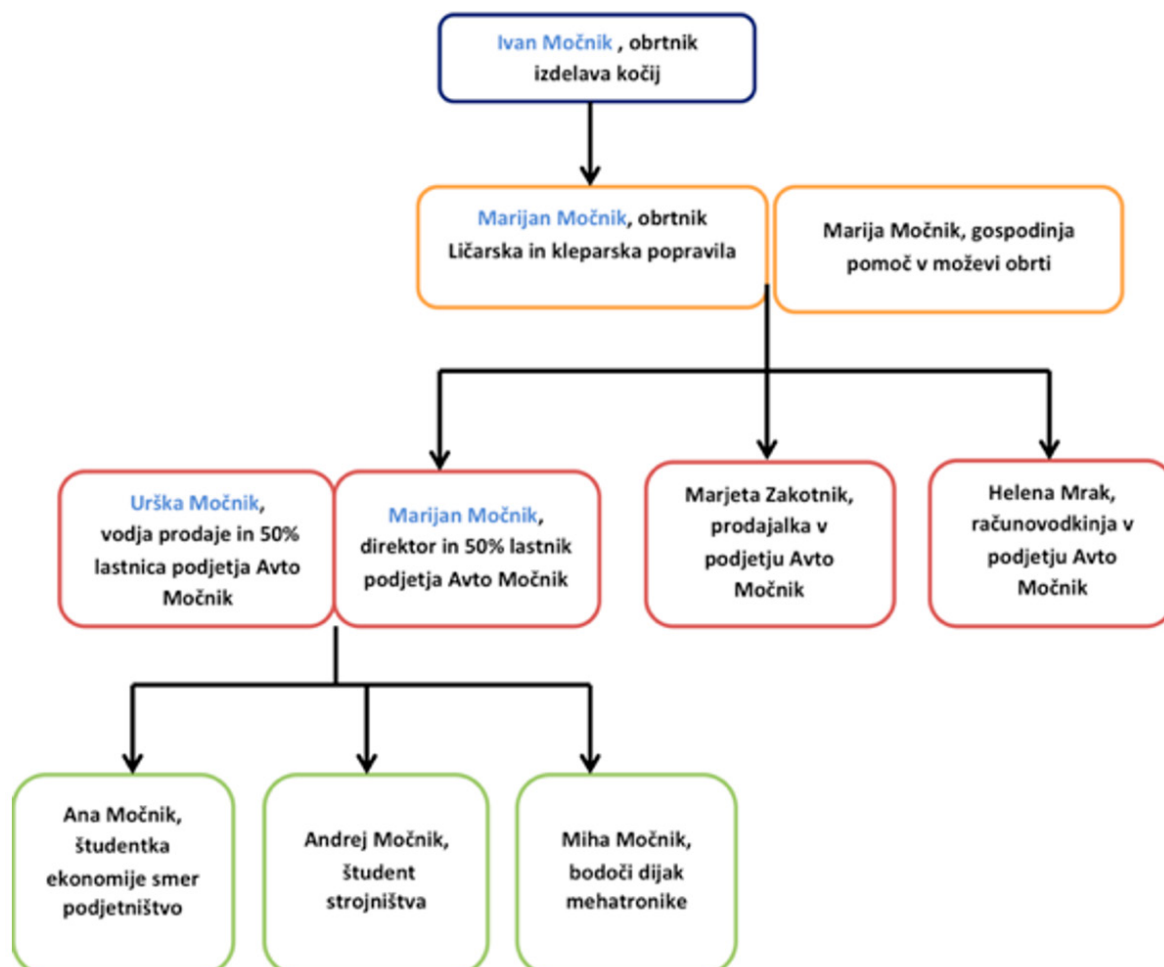 Ivan Močnik , obrtnik
izdelava kočij
Marijan Močnik, obrtnik
Ličarska in kleparska popravila
Marija Močnik, gospodinja
pomoč v moževi obrti
Urška Močnik,
vodja prodaje in 50%
lastnica podjetja Avto
Močnik
Marijan Močnik,
direktor in 50% lastnik
podjetja Avto Močnik
Marjeta Zakotnik,
prodajalka v
podjetju Avto
Močnik
Helena Mrak,
računovodkinja v
podjetju Avto
Močnik
Ana Močnik,
študentka
ekonomije smer
podjetništvo
Andrej Močnik,
študent
strojništva
Miha Močnik,
bodoči dijak
mehatronike